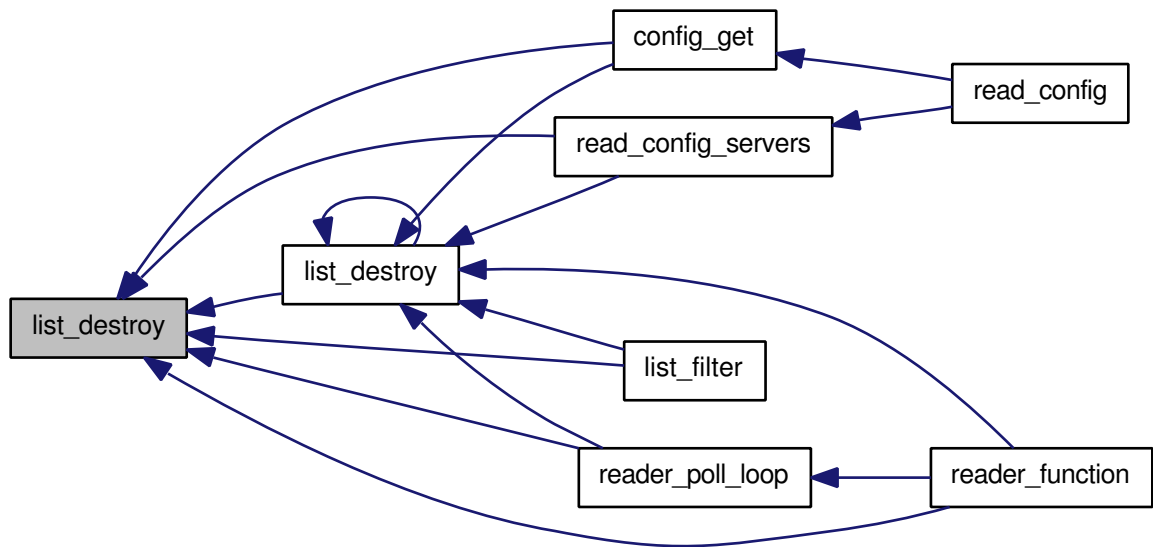 config_get
read_config
read_config_servers
list_destroy
list_destroy
list_filter
reader_poll_loop
reader_function